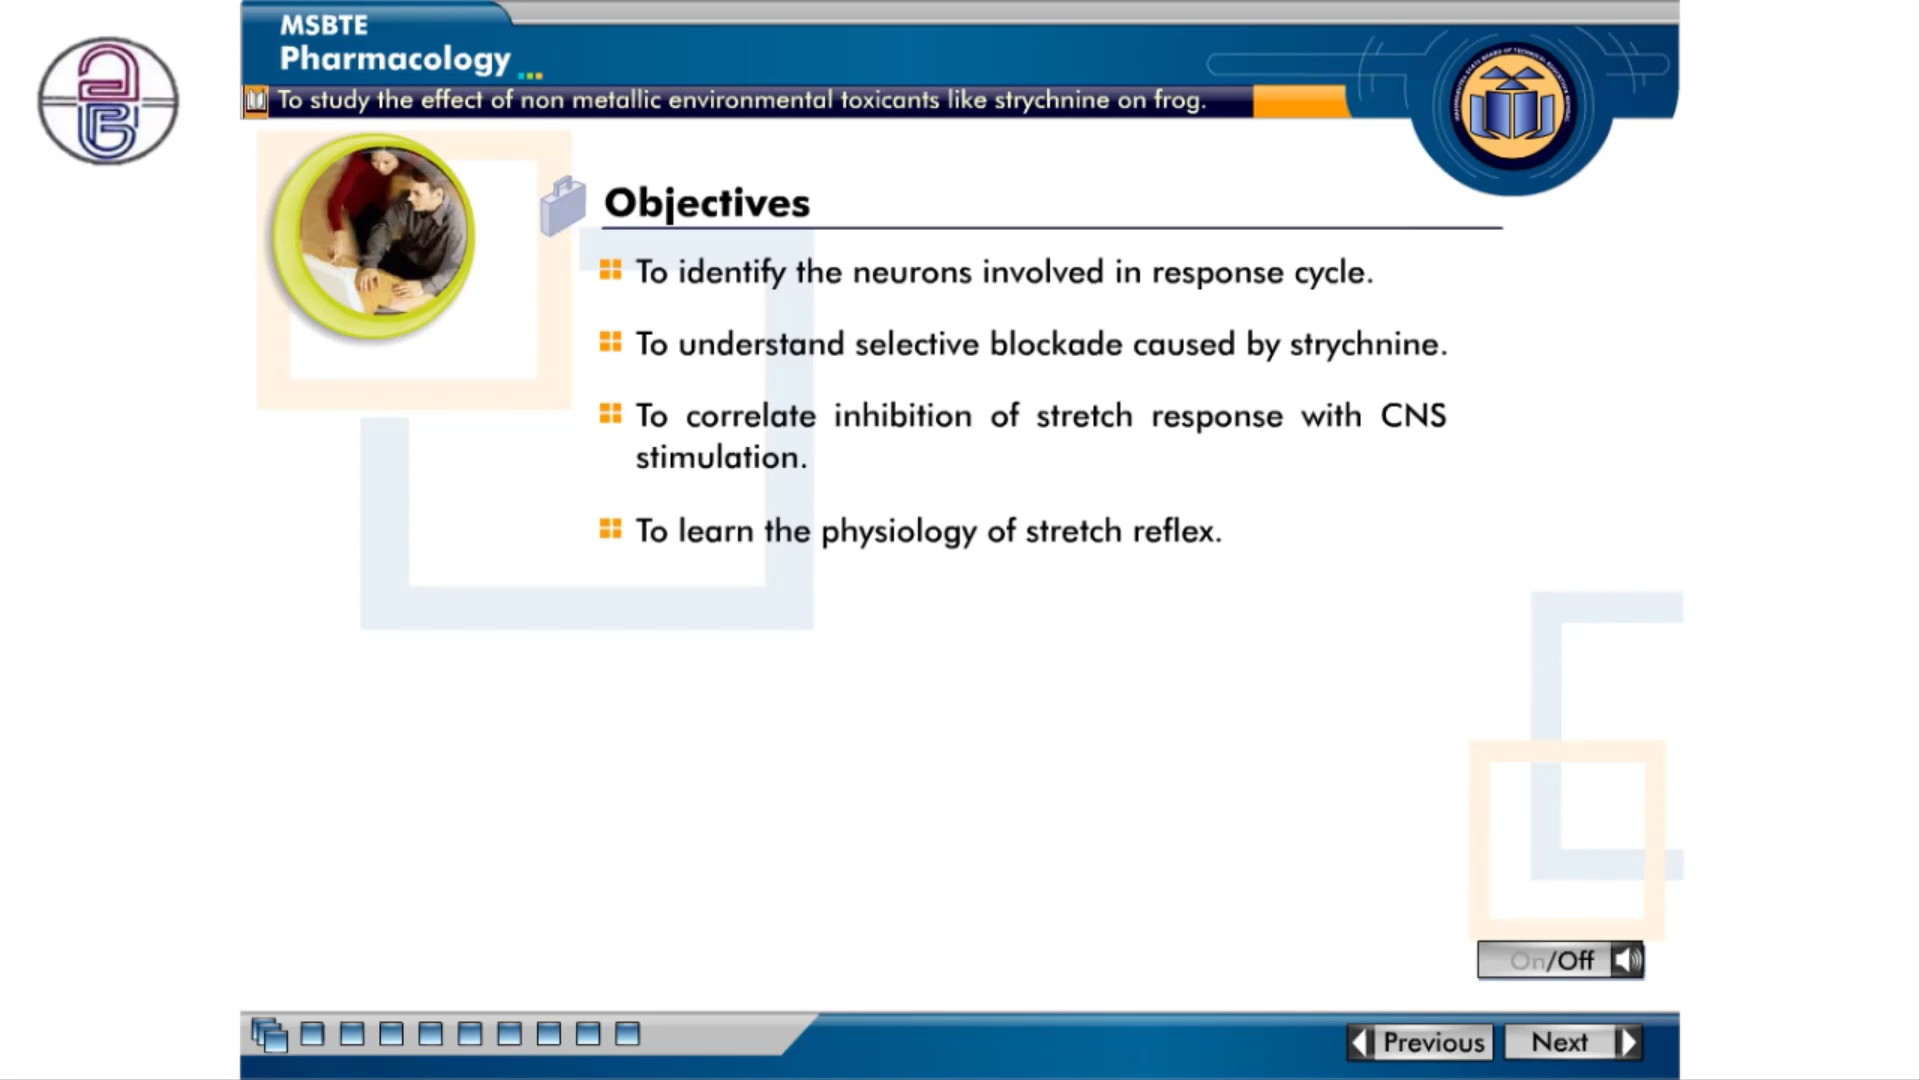 MSBTE
Pharmacology
To study the effect of non metallic environmental toxicants like strychnine on frog.
Objectives
To identify the neurons involved in response cycle.
To understand selective blockade caused by strychnine.
To correlate inhibition of stretch response with CNS
stimulation.
To learn the physiology of stretch reflex.
On/Off
Previous
Next